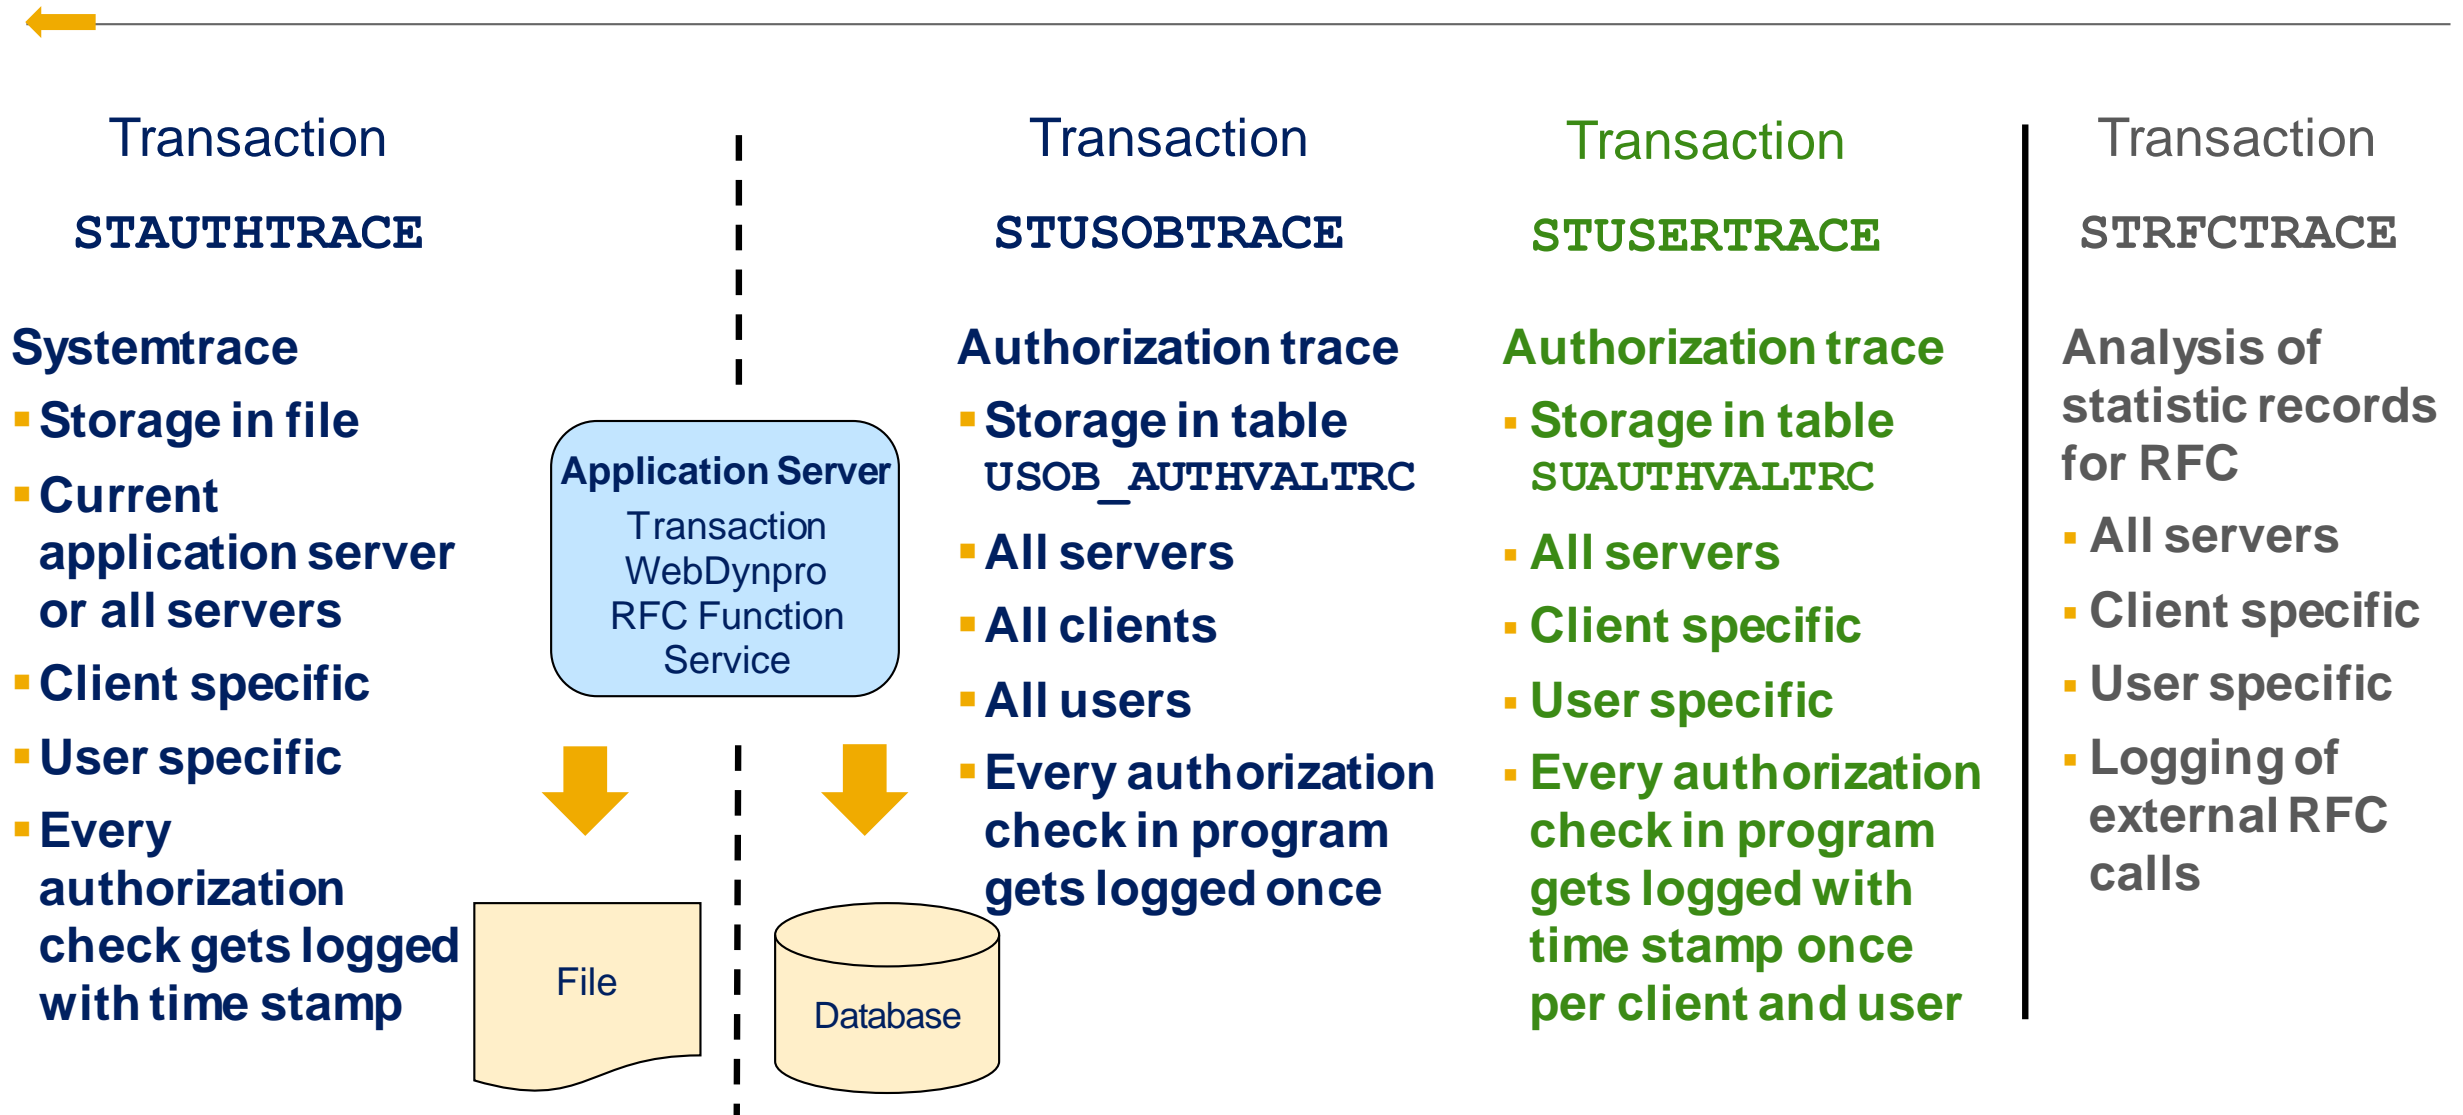 Transaction
STAUTHTRACE
Systemtrace
Storage in file
Current
application server
or all servers
Client specific
User specific
Every
authorization
check gets logged
with time stamp
Application Server
Transaction
WebDynpro
RFC Function
Service
File
Database
Transaction
STUSOBTRACE
Authorization trace
Storage in table
USOB_AUTHVALTRC
All servers
All clients
All users
Every authorization
check in program
gets logged once
Transaction
STUSERTRACE
Authorization trace
Storage in table
SUAUTHVALTRC
All servers
Client specific
User specific
Every authorization
check in program
gets logged with
time stamp once
per client and user
Transaction
STRFCTRACE
Analysis of
statistic records
for RFC
All servers
Client specific
User specific
Logging of
external RFC
calls